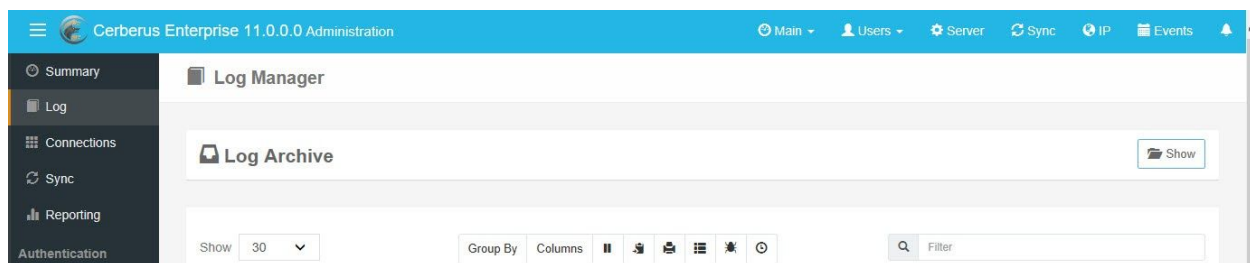 Cerberus Enterprise 11.0.0.0 Administration Main Users Server Sync IP Events
Summary
Log Manager
Log
Connections
Log Archive Show
Sync
Reporting
Show 30 Group By Columns Filter
Authentication